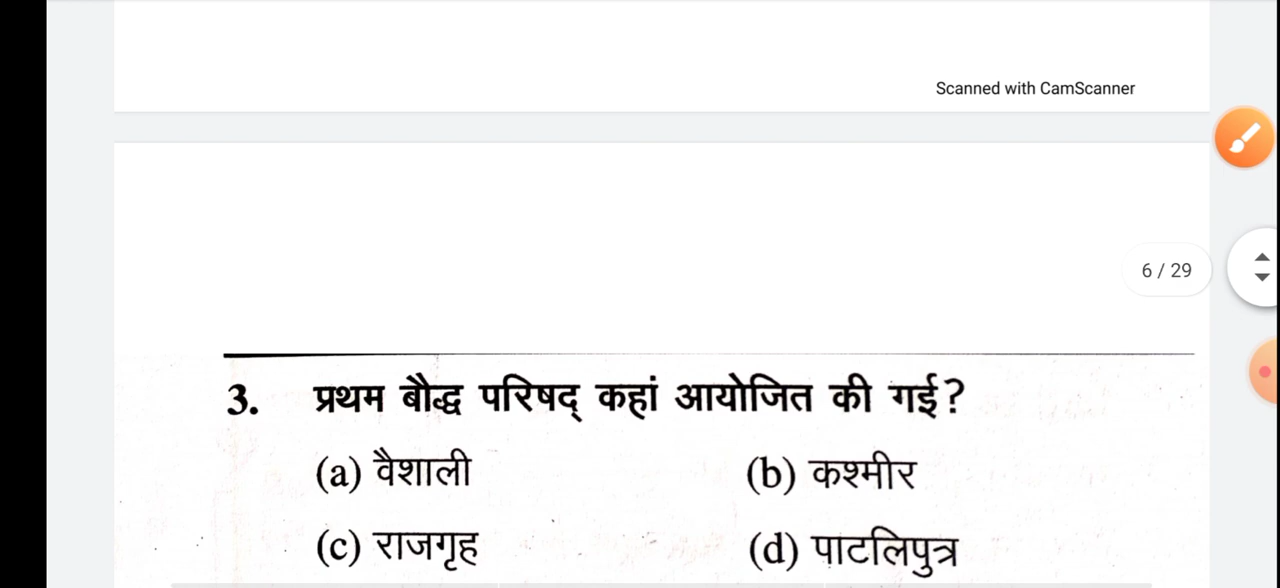 Scanned with CamScanner
6 / 29
3. प्रथम बौद्ध परिषद् कहां आयोजित की गई?
(a) वैशाली (b) कश्मीर
(c) राजगृह (d) पाटलिपुत्र